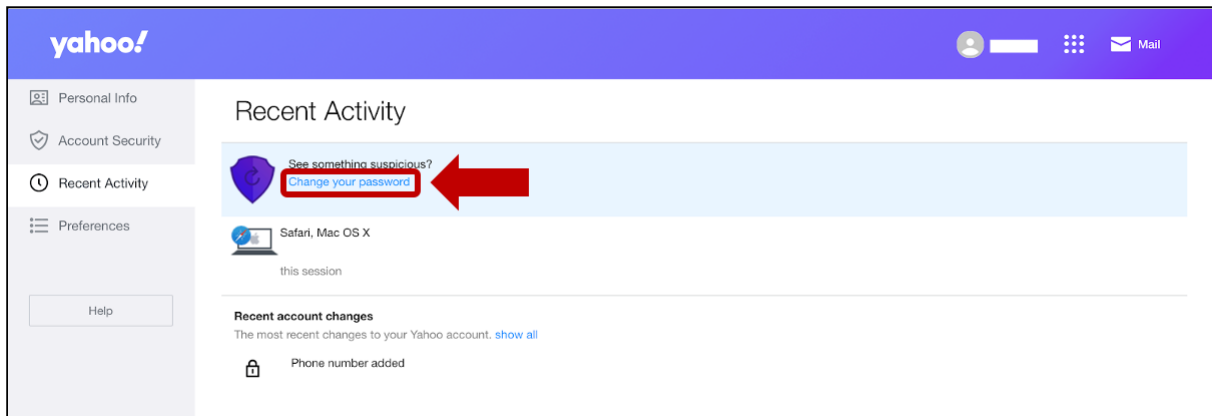 yahoo!
Mail
Personal Info
Account Security
Recent Activity
Preferences
Help
Recent Activity
See something suspicious?
Change your password
Safari, Mac OS X
this session
Recent account changes
The most recent changes to your Yahoo account. show all
Phone number added